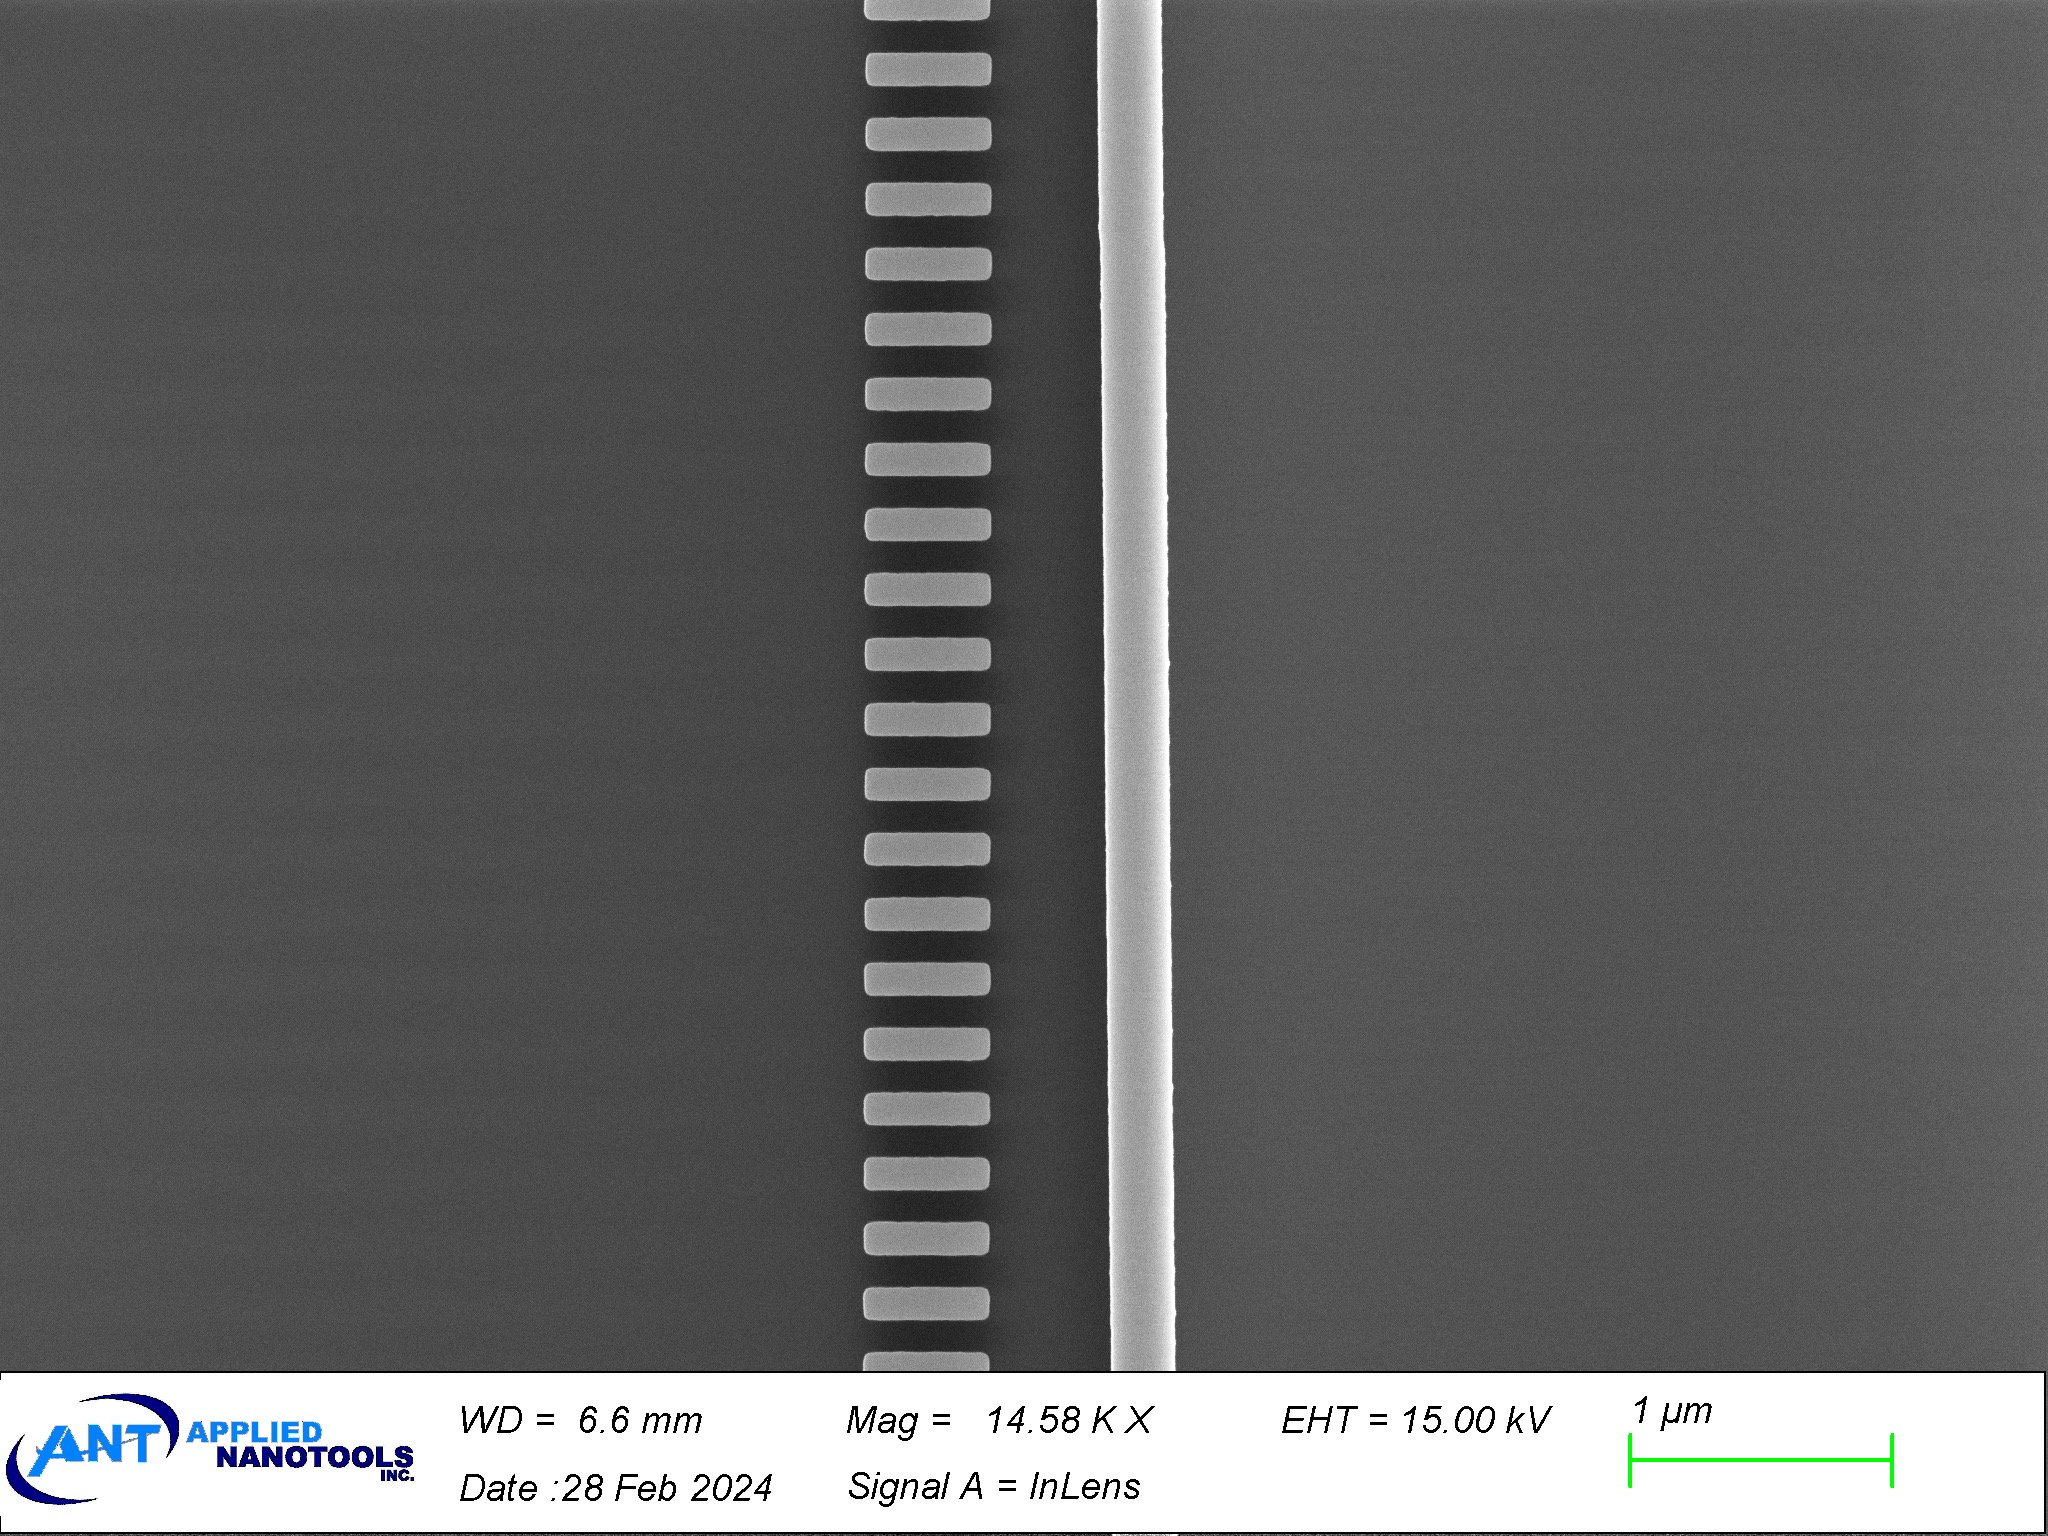 ANT APPLIED NANOTOOLS INC.
WD = 6.6 mm
Mag = 14.58 K X
EHT = 15.00 kV
1 µm
Date :28 Feb 2024
Signal A = InLens